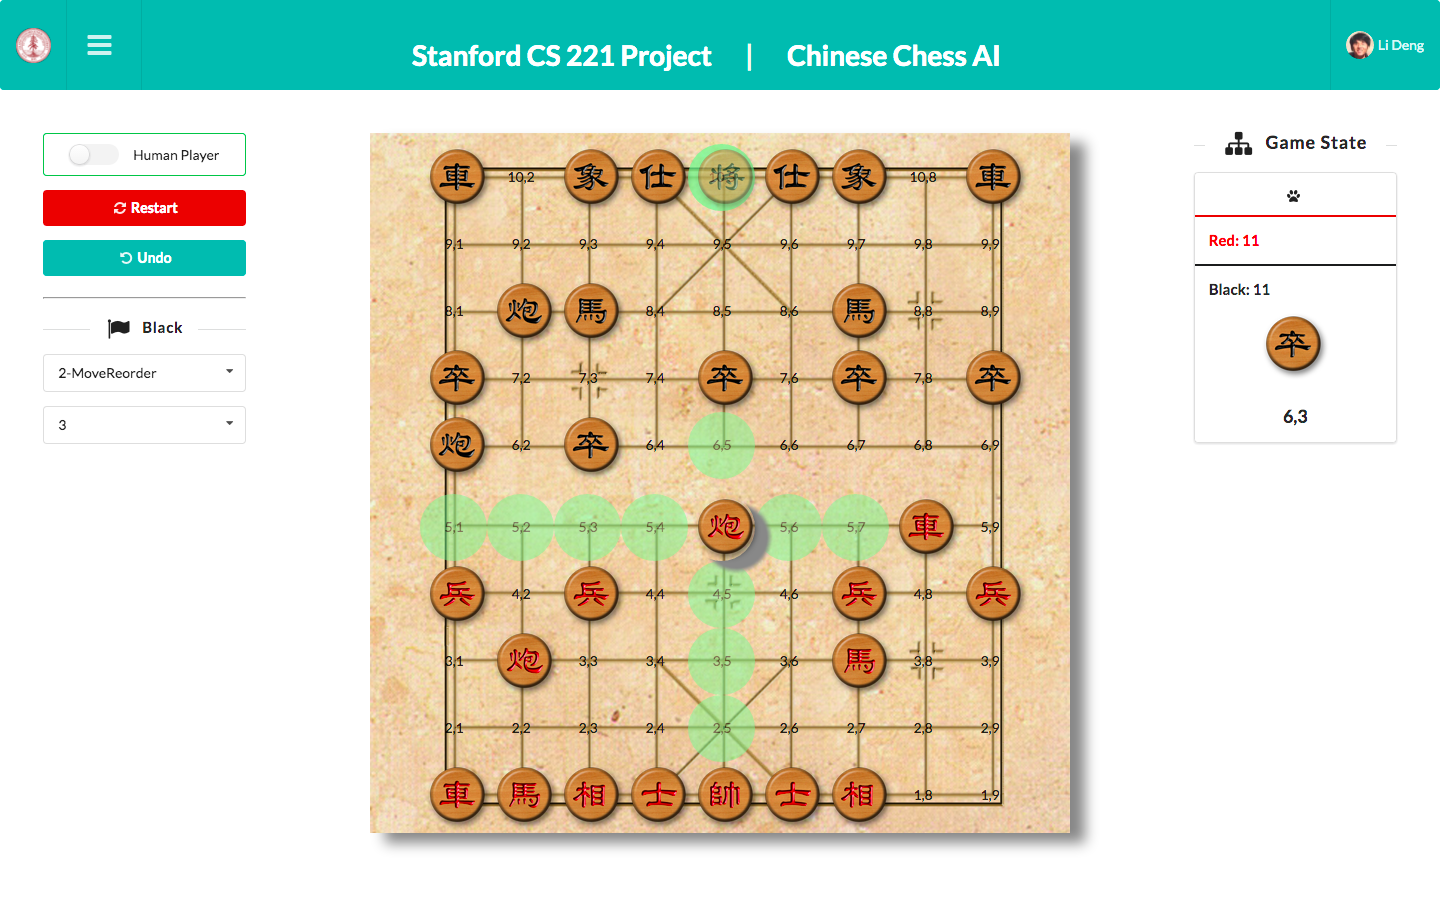 Stanford CS 221 Project | Chinese Chess AI
Li Deng
Human Player
Restart
Undo
Black
2-MoveReorder
3
車 10,2 象 仕 将 仕 象 10,8 車
9,1 9,2 9,3 9,4 9,5 9,6 9,7 9,8 9,9
8,1 炮 馬 8,4 8,5 8,6 馬 8,8 8,9
卒 7,2 7,3 7,4 卒 7,6 卒 7,8 卒
炮 6,2 卒 6,4 6,5 6,6 6,7 6,8 6,9
5,1 5,2 5,3 5,4 炮 5,6 5,7 車 5,9
兵 4,2 兵 4,4 4,5 4,6 兵 4,8 兵
3,1 炮 3,3 3,4 3,5 3,6 馬 3,8 3,9
2,1 2,2 2,3 2,4 2,5 2,6 2,7 2,8 2,9
車 馬 相 士 帥 士 相 1,8 1,9
Game State
Red: 11
Black: 11
卒
6,3